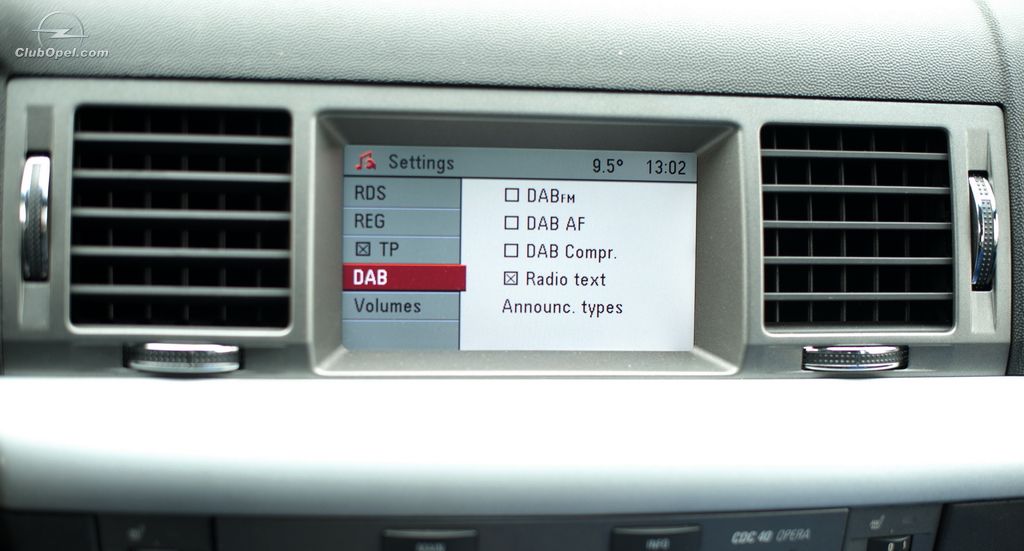 ClubOpel.com
Settings 9.5° 13:02
RDS
REG
TP
DAB
Volumes
DABFM
DAB AF
DAB Compr.
Radio text
Announc. types
CDC 40 OPERA
INFO